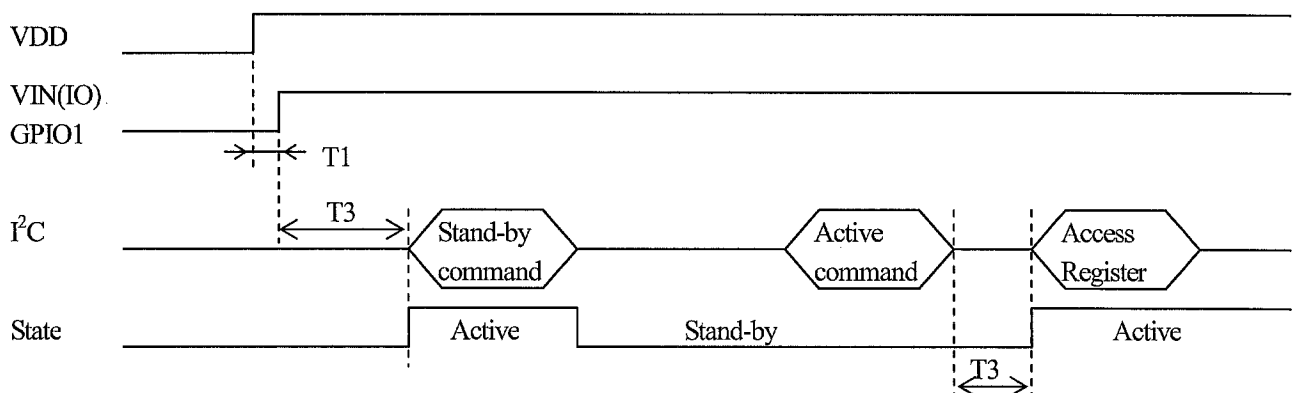 VDD
VIN(IO)
GPIO1
T1
T3
I²C
Stand-by
command
Active
command
Access
Register
State
Active
Stand-by
Active
T3